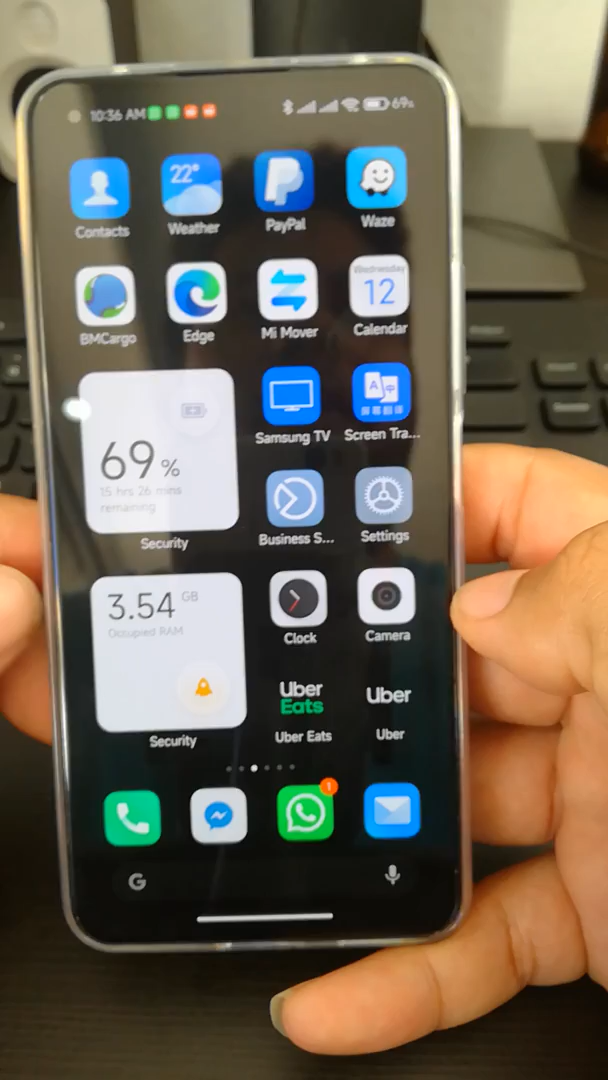 10:36 AM 69%
22°
Contacts Weather PayPal Waze
Wednesday
12
BMCargo Edge Mi Mover Calendar
Samsung TV Screen Tra...
69%
15 hrs 26 mins
remaining
Security
Business S... Settings
3.54 GB
Occupied RAM
Clock Camera
Uber
Eats
Uber
Security
Uber Eats Uber
1
G